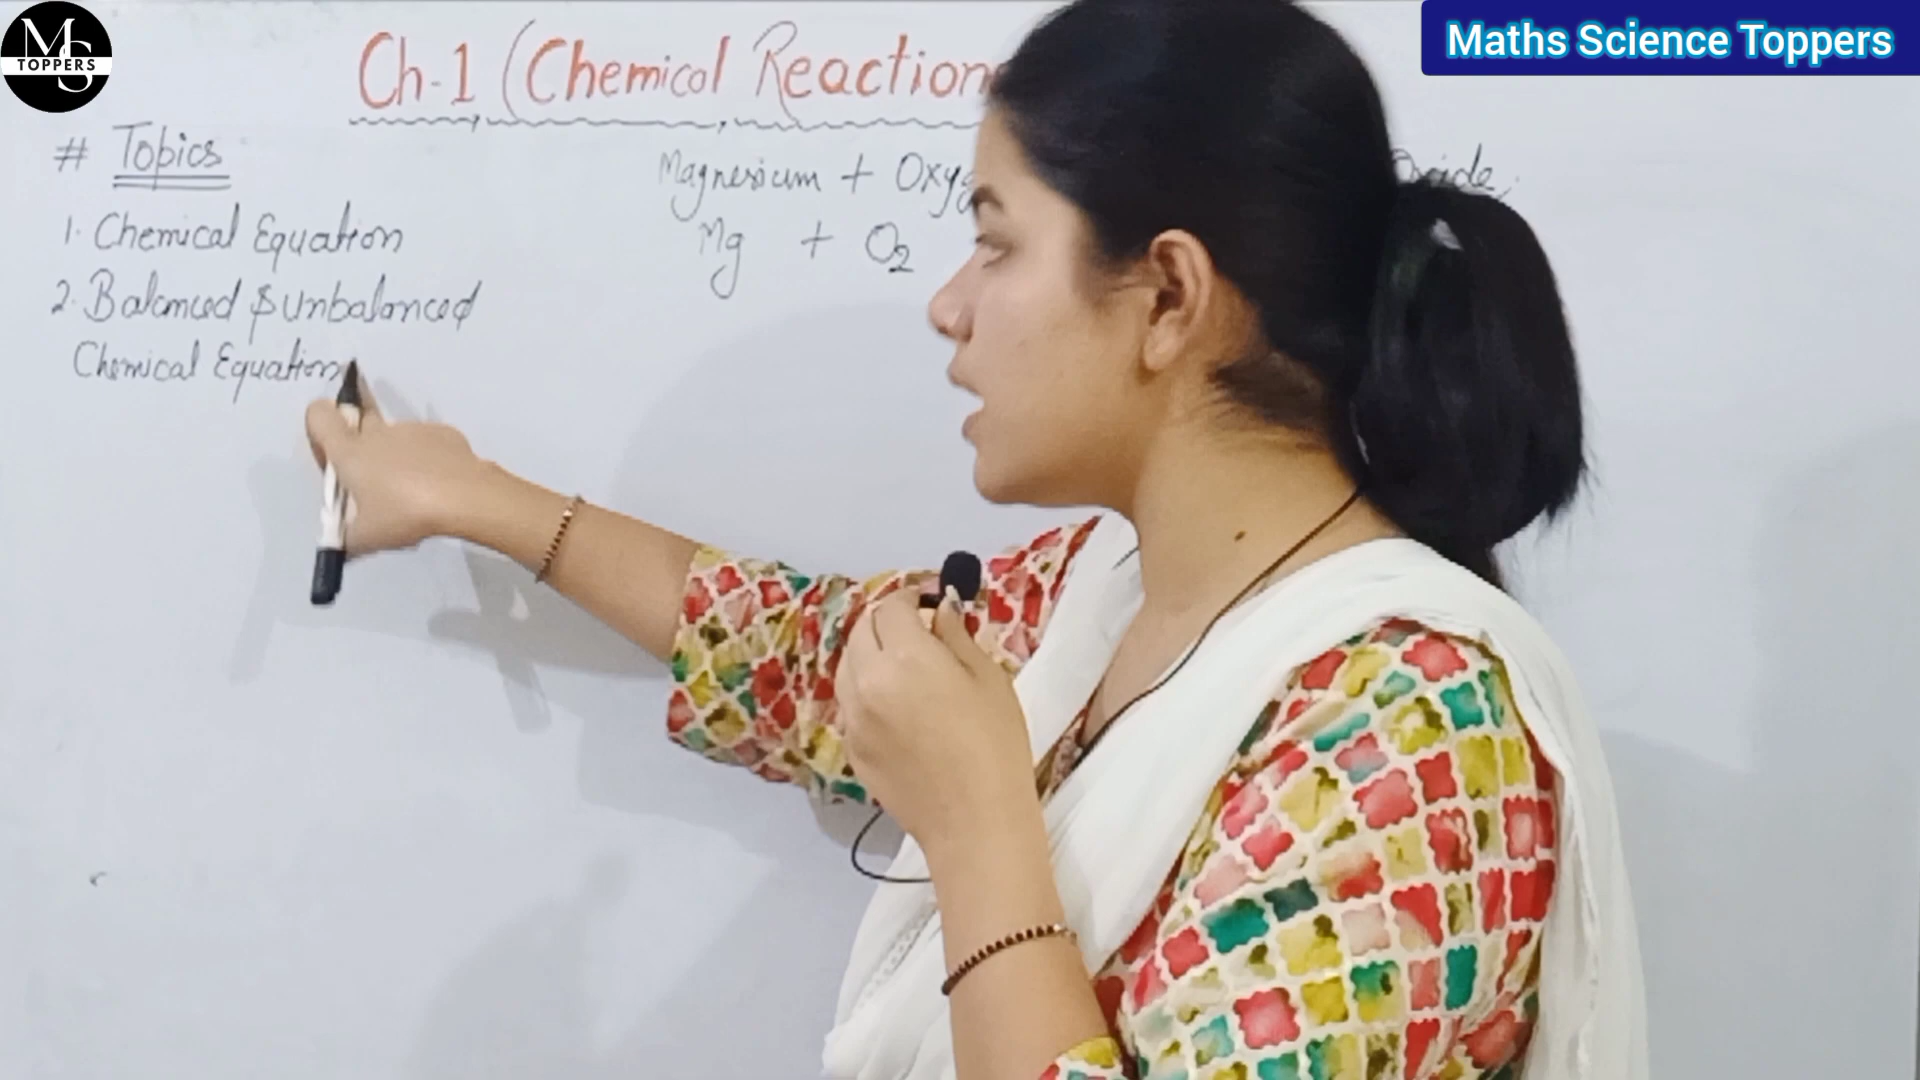 MS
TOPPERS
Maths Science Toppers
Ch-1 (Chemical Reaction
# Topics
1. Chemical Equation
2. Balanced & Unbalanced
Chemical Equation
Magnesium + Oxyg Oxide
Mg + O2